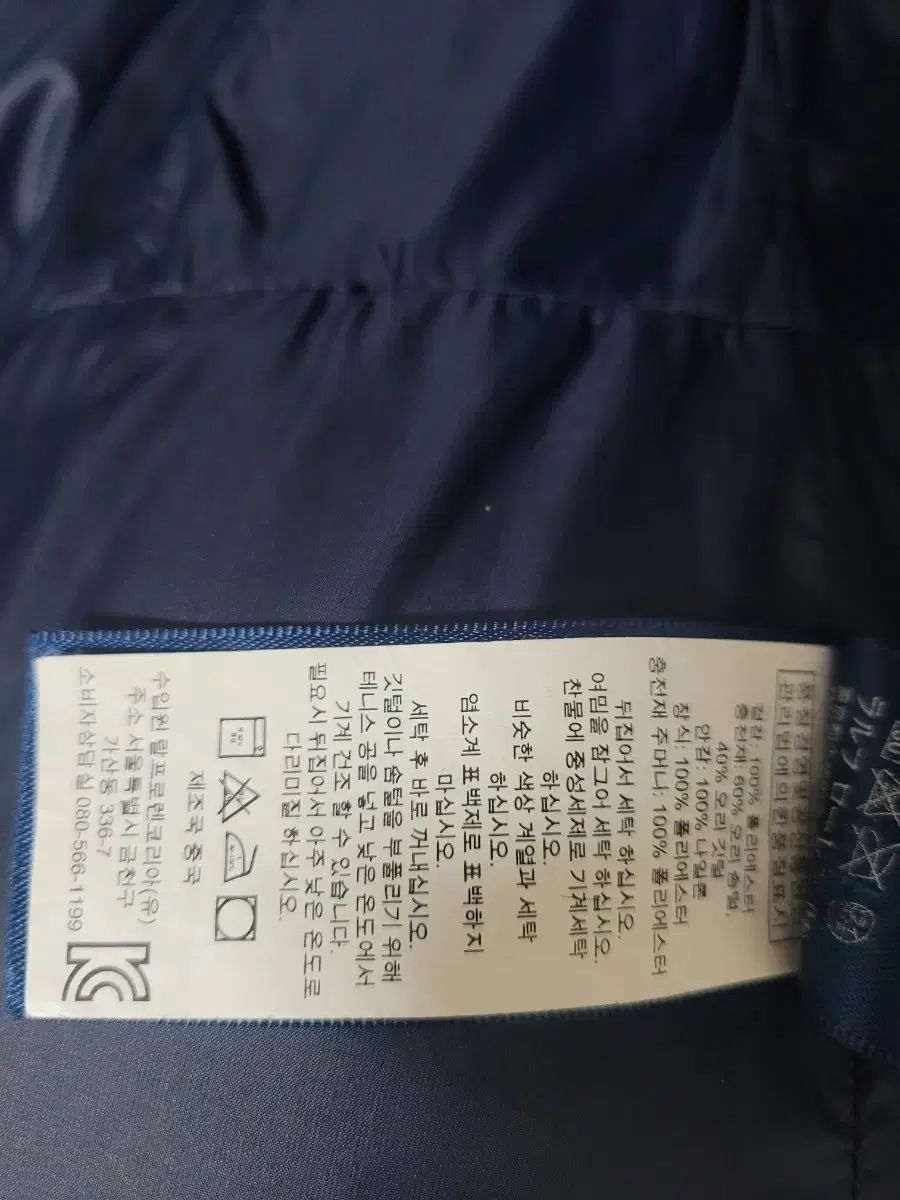 품질경영 및
관리법에 의한 품질표시
겉감: 100% 폴리에스터
충전재: 60% 오리 솜털,
40% 오리 깃털
안감: 100% 나일론
장식: 100% 폴리에스터
충전재 주머니: 100% 폴리에스터
뒤집어서 세탁 하십시오.
여밈을 잠그어 세탁 하십시오.
찬물에 중성세제로 기계세탁
하십시오.
비슷한 색상 계열과 세탁
하십시오.
염소계 표백제로 표백하지
마십시오.
세탁 후 바로 꺼내십시오.
깃털이나 솜털을 부풀리기 위해
테니스 공을 넣고 낮은 온도에서
기계 건조 할 수 있습니다.
필요시 뒤집어서 아주 낮은 온도로
다리미질 하십시오.
제조국 중국
수입원 랄프로렌코리아(유)
주소 서울특별시 금천구
가산동 336-7
소비자상담실 080-566-1199